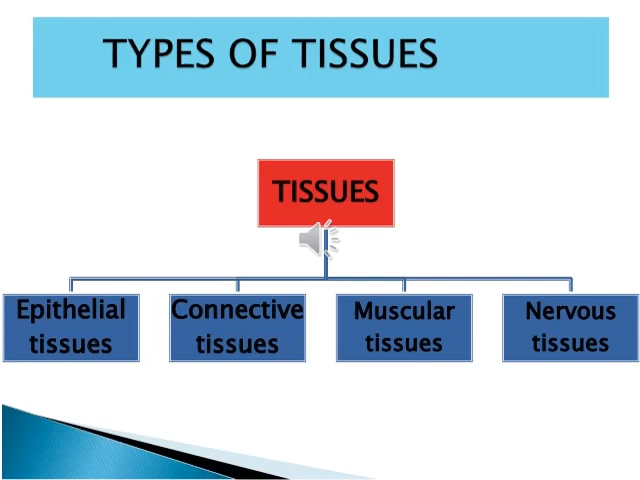 TYPES OF TISSUES
TISSUES
Epithelial
tissues
Connective
tissues
Muscular
tissues
Nervous
tissues